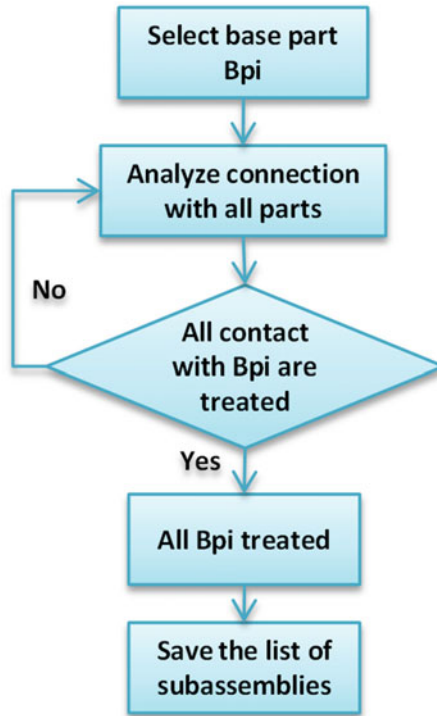 Select base part
Bpi
Analyze connection
with all parts
No
All contact
with Bpi are
treated
Yes
All Bpi treated
Save the list of
subassemblies